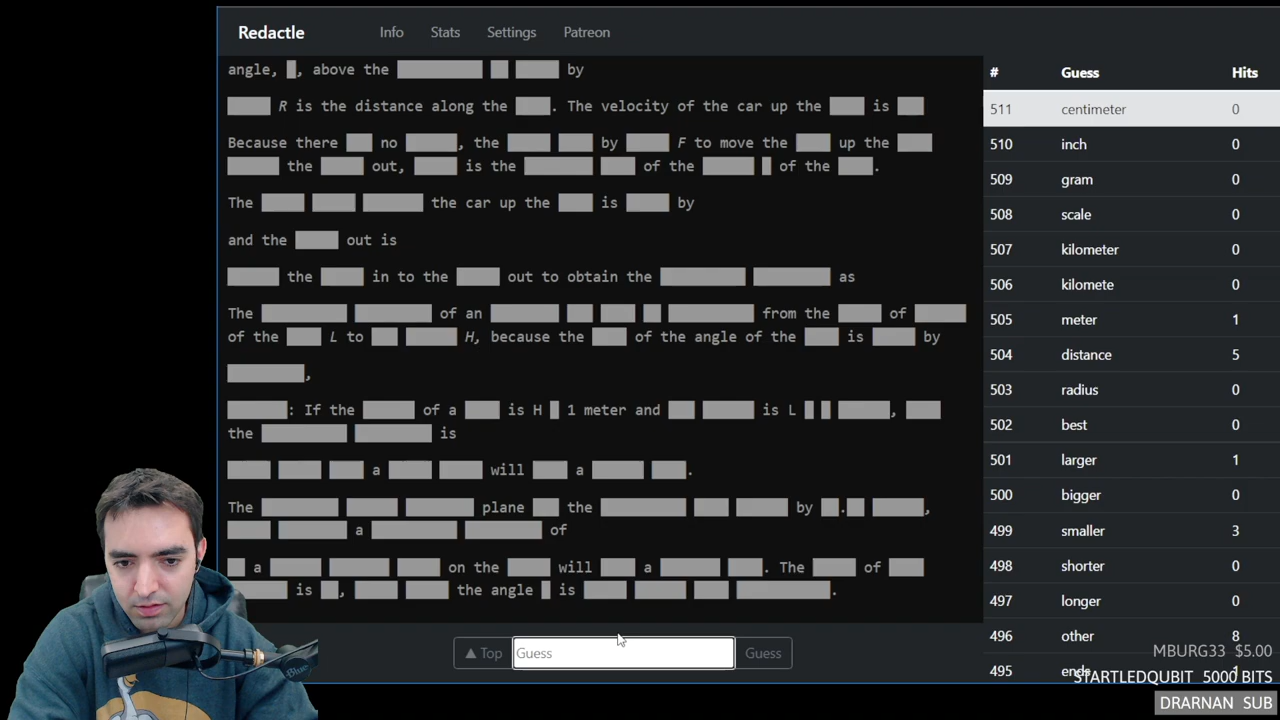 Redactle Info Stats Settings Patreon
angle, , above the by
R is the distance along the . The velocity of the car up the is
Because there no , the by F to move the up the
the out, is the of the of the .
The the car up the is by
and the out is
the in to the out to obtain the as
The of an from the of
of the L to H, because the of the angle of the is by
,
: If the of a is H 1 meter and is L ,
the is
a will a .
The plane the by . ,
a of
a on the will a . The of
is , the angle is .
▲ Top Guess Guess
# Guess Hits
511 centimeter 0
510 inch 0
509 gram 0
508 scale 0
507 kilometer 0
506 kilomete 0
505 meter 1
504 distance 5
503 radius 0
502 best 0
501 larger 1
500 bigger 0
499 smaller 3
498 shorter 0
497 longer 0
496 other 8
495 ends 1
MBURG33 $5.00
STARTLEDQUBIT 5000 BITS
DRARNAN SUB